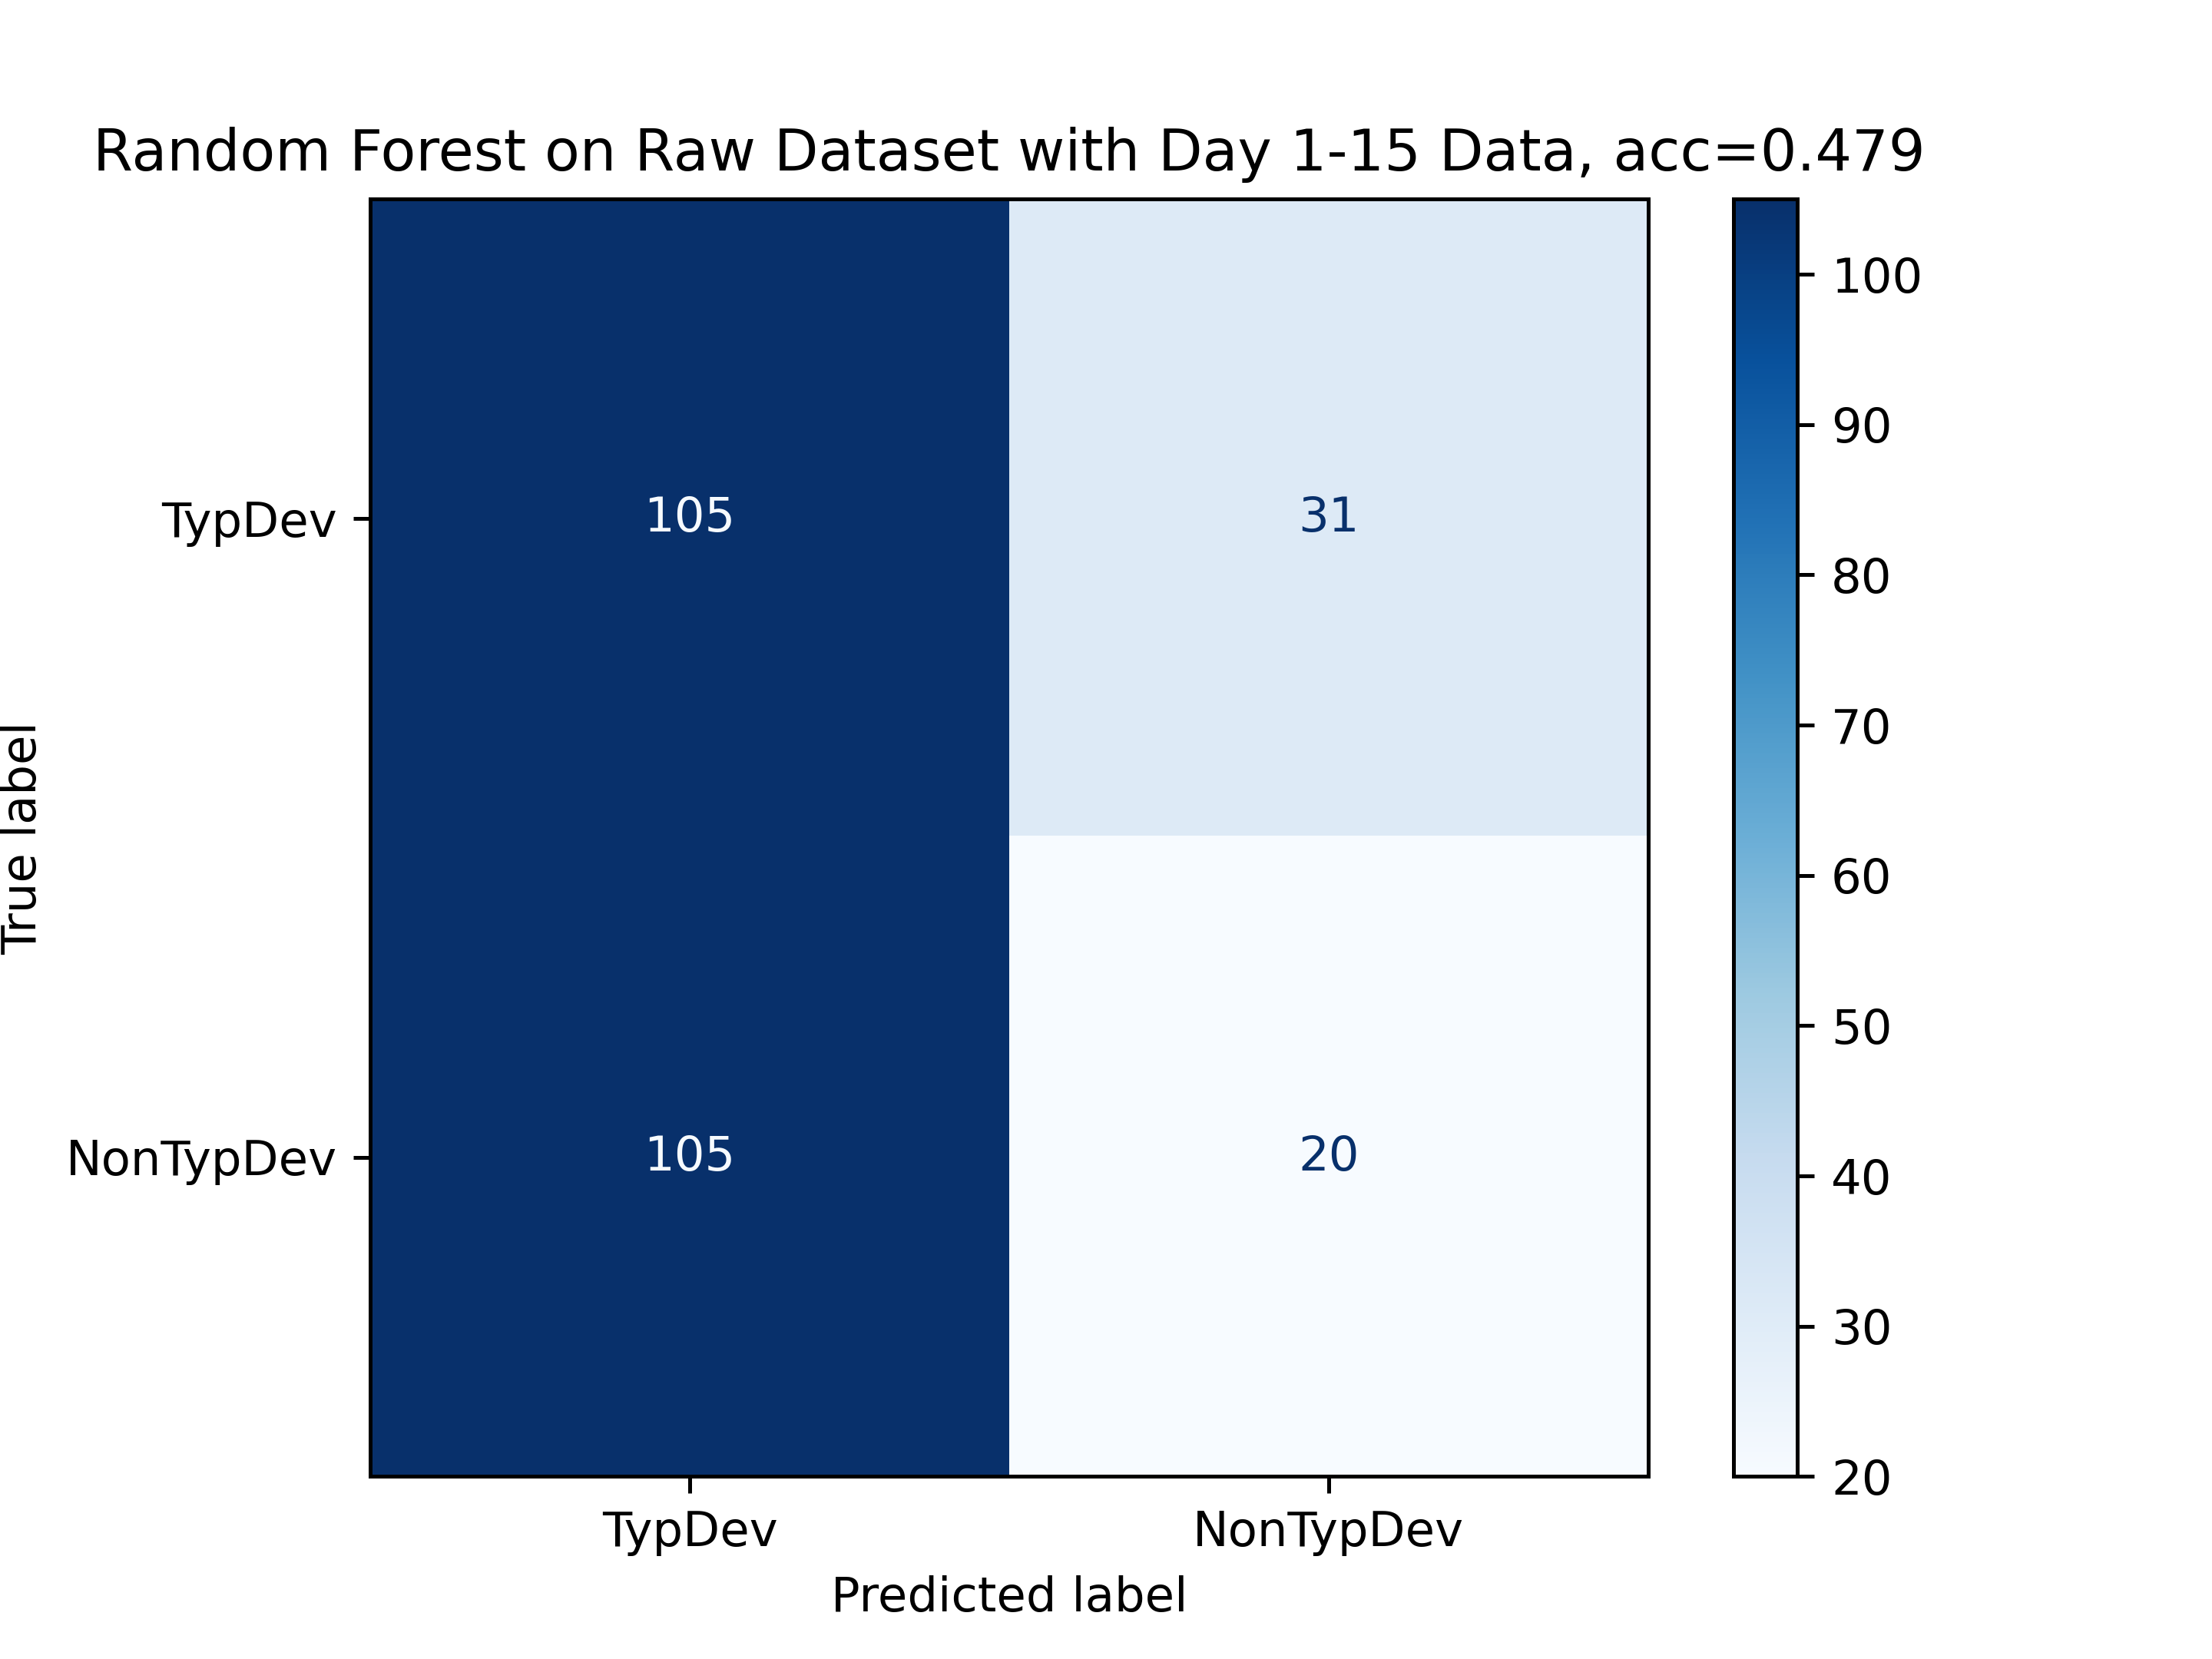 Random Forest on Raw Dataset with Day 1-15 Data, acc=0.479
True label
TypDev
NonTypDev
105
31
105
20
TypDev
NonTypDev
Predicted label
100
90
80
70
60
50
40
30
20